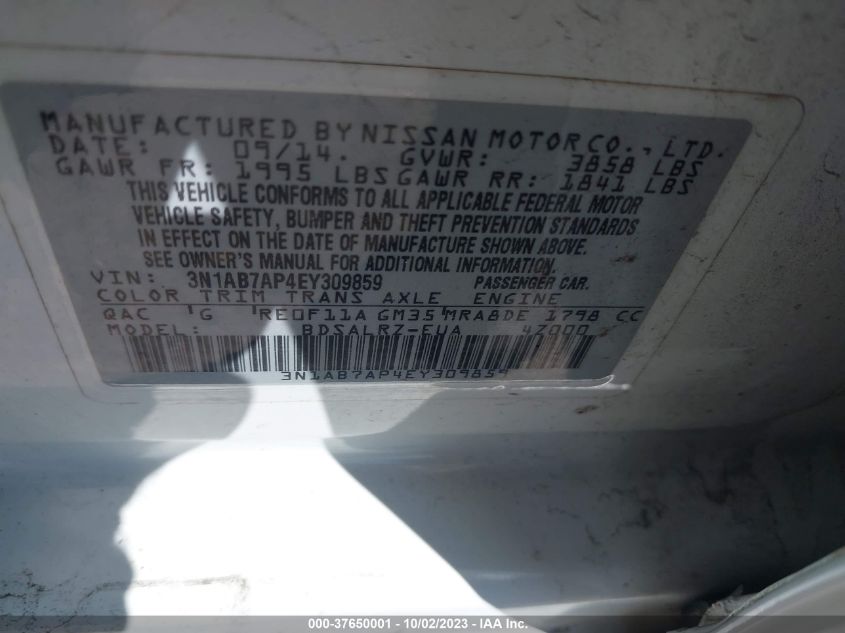 MANUFACTURED BY NISSAN MOTOR CO., LTD.
DATE: 09/14. GVWR: 3858 LBS
GAWR FR: 1995 LBS GAWR RR: 1841 LBS
THIS VEHICLE CONFORMS TO ALL APPLICABLE FEDERAL MOTOR
VEHICLE SAFETY, BUMPER AND THEFT PREVENTION STANDARDS
IN EFFECT ON THE DATE OF MANUFACTURE SHOWN ABOVE.
SEE OWNER'S MANUAL FOR ADDITIONAL INFORMATION.
VIN: 3N1AB7AP4EY309859 PASSENGER CAR.
COLOR TRIM TRANS AXLE ENGINE
QAC G RE0F11A GM35 MRA8DE 1798 CC
MODEL: BDSALRZ-EUA 4Z000
3N1AB7AP4EY309859
000-37650001 - 10/02/2023 - IAA Inc.